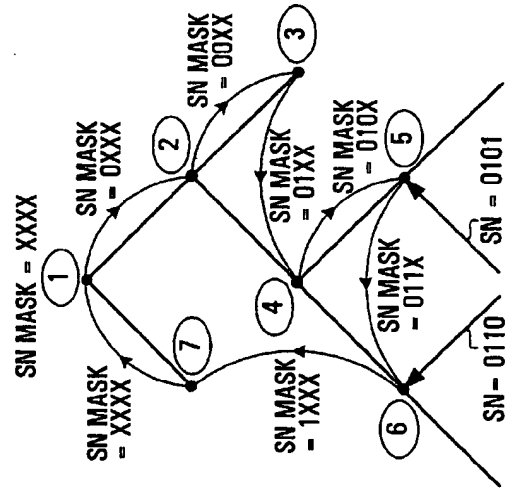 SN MASK = XXXX
1
SN MASK
= 0XXX
2
SN MASK
= 00XX
3
SN MASK
= XXXX
7
SN MASK
= 01XX
4
SN MASK
= 010X
5
SN MASK
= 1XXX
SN MASK
= 011X
6
SN = 0110
SN = 0101